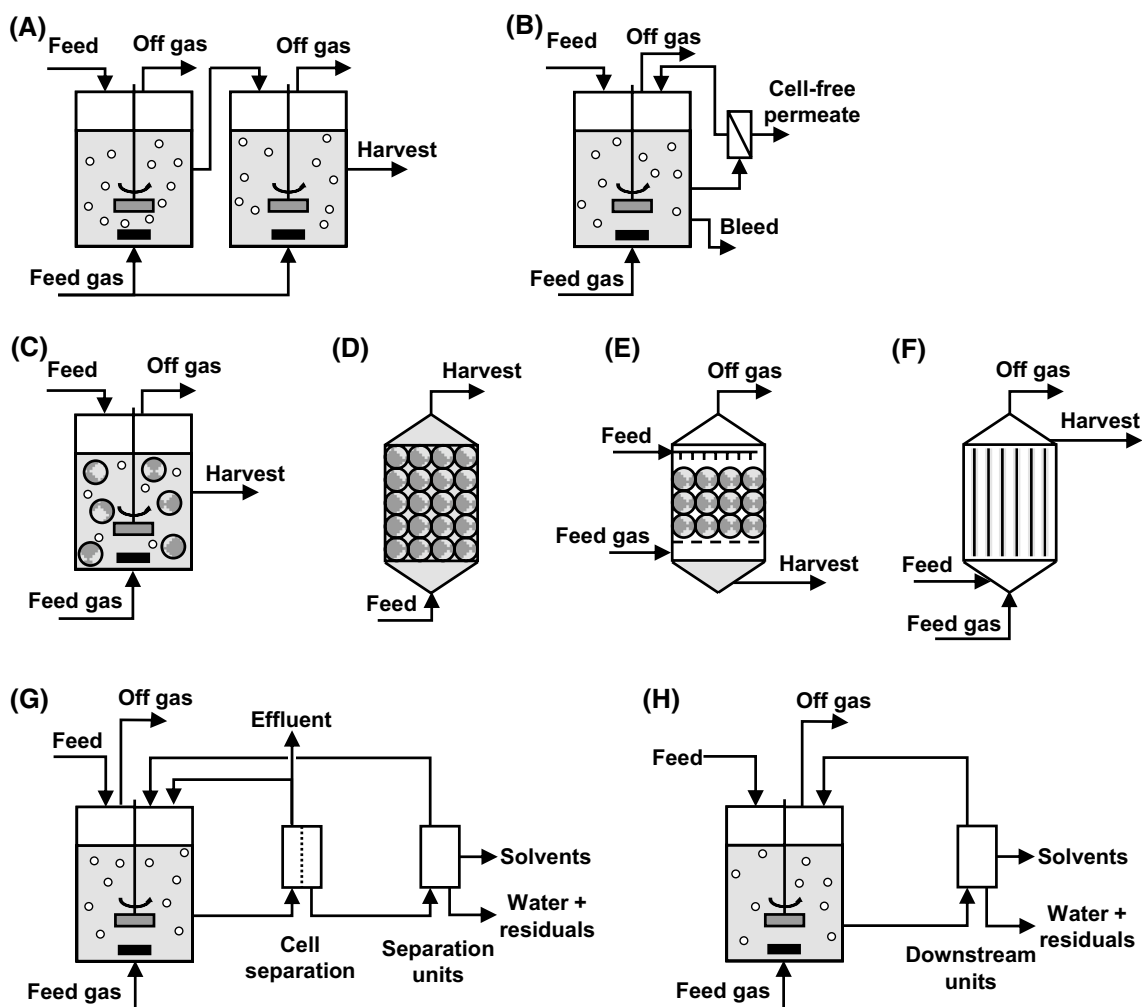 (A)
Feed
Off gas
Off gas
Harvest
Feed gas
(B)
Feed
Off gas
Cell-free
permeate
Bleed
Feed gas
(C)
Feed
Off gas
Harvest
Feed gas
(D)
Harvest
Feed
(E)
Off gas
Feed
Feed gas
Harvest
(F)
Off gas
Harvest
Feed
Feed gas
(G)
Off gas
Feed
Effluent
Solvents
Water +
residuals
Cell
separation
Separation
units
Feed gas
(H)
Off gas
Feed
Solvents
Water +
residuals
Downstream
units
Feed gas